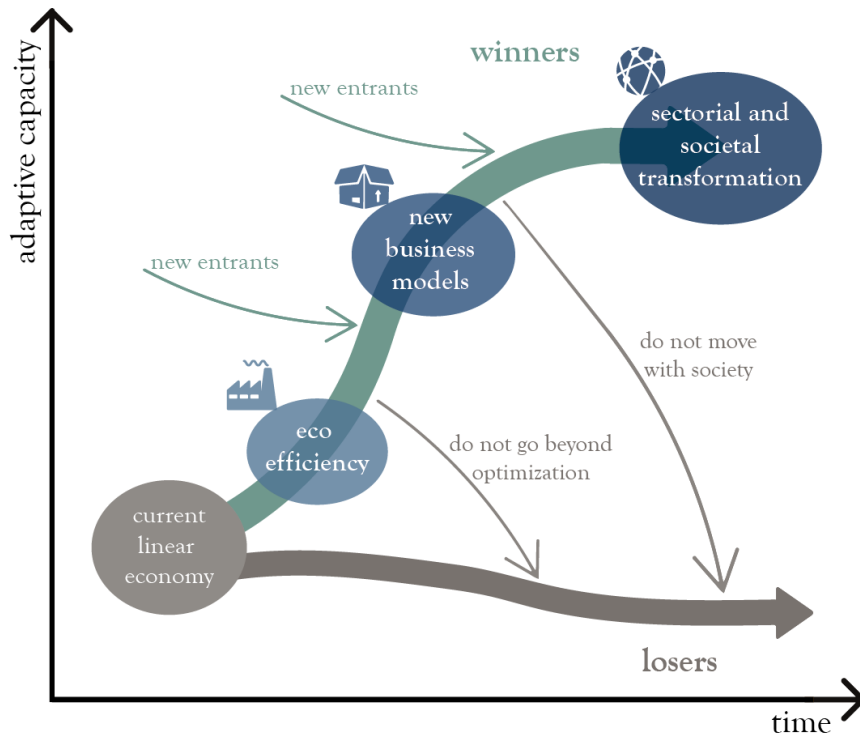 adaptive capacity
winners
new entrants
sectorial and
societal
transformation
new
business
models
new entrants
do not move
with society
eco
efficiency
do not go beyond
optimization
current
linear
economy
losers
time